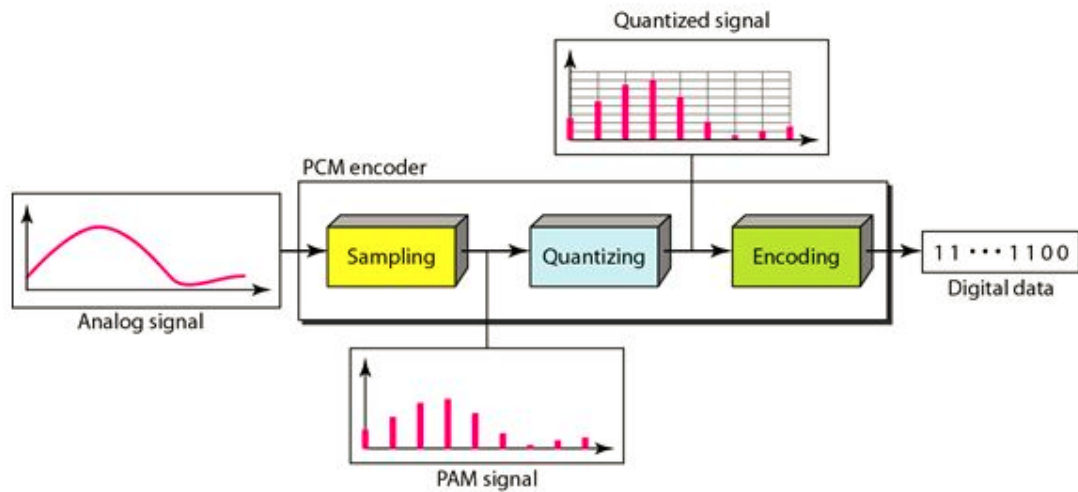 Quantized signal
PCM encoder
Sampling
Quantizing
Encoding
11 ••• 1100
Digital data
Analog signal
PAM signal